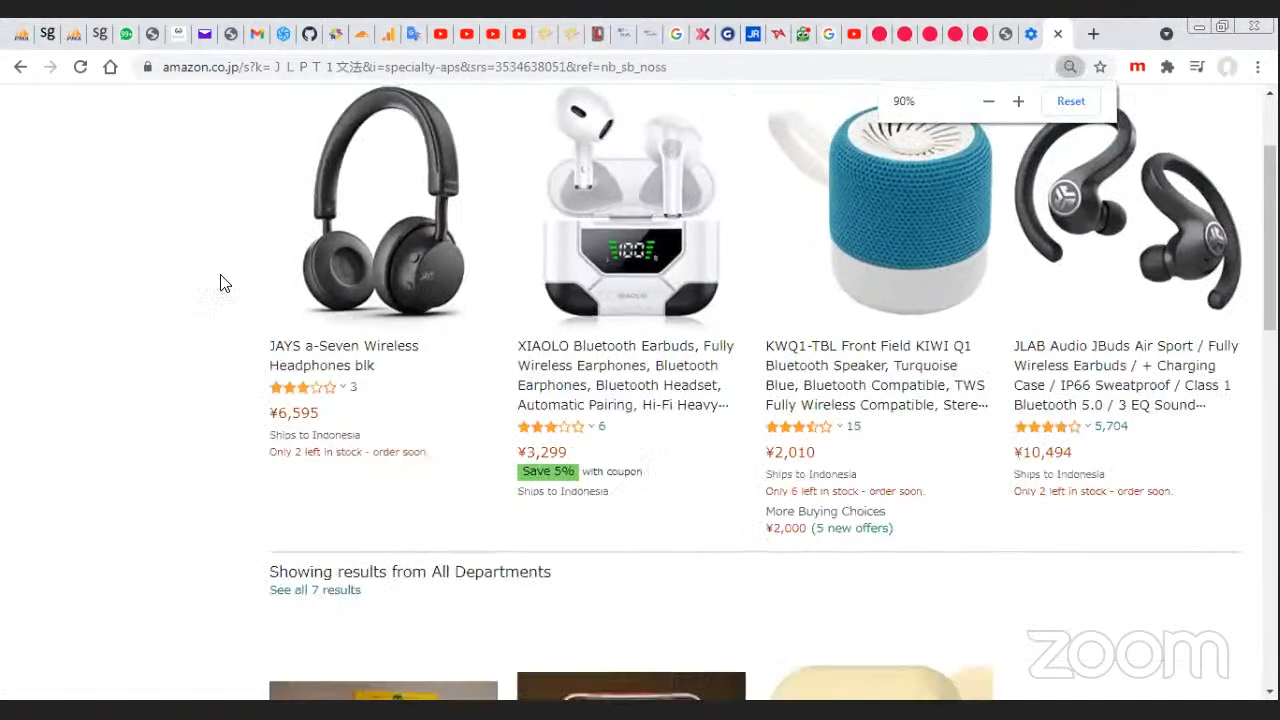 sg
sg
99+
JR
m
amazon.co.jp/s?k=ＪＬＰＴ１文法&i=specialty-aps&srs=3534638051&ref=nb_sb_noss
90%
Reset
100
JAYS a-Seven Wireless
Headphones blk
3
¥6,595
Ships to Indonesia
Only 2 left in stock - order soon.
XIAOLO Bluetooth Earbuds, Fully
Wireless Earphones, Bluetooth
Earphones, Bluetooth Headset,
Automatic Pairing, Hi-Fi Heavy…
6
¥3,299
Save 5% with coupon
Ships to Indonesia
KWQ1-TBL Front Field KIWI Q1
Bluetooth Speaker, Turquoise
Blue, Bluetooth Compatible, TWS
Fully Wireless Compatible, Stere…
15
¥2,010
Ships to Indonesia
Only 6 left in stock - order soon.
More Buying Choices
¥2,000 (5 new offers)
JLAB Audio JBuds Air Sport / Fully
Wireless Earbuds / + Charging
Case / IP66 Sweatproof / Class 1
Bluetooth 5.0 / 3 EQ Sound…
5,704
¥10,494
Ships to Indonesia
Only 2 left in stock - order soon.
Showing results from All Departments
See all 7 results
zoom